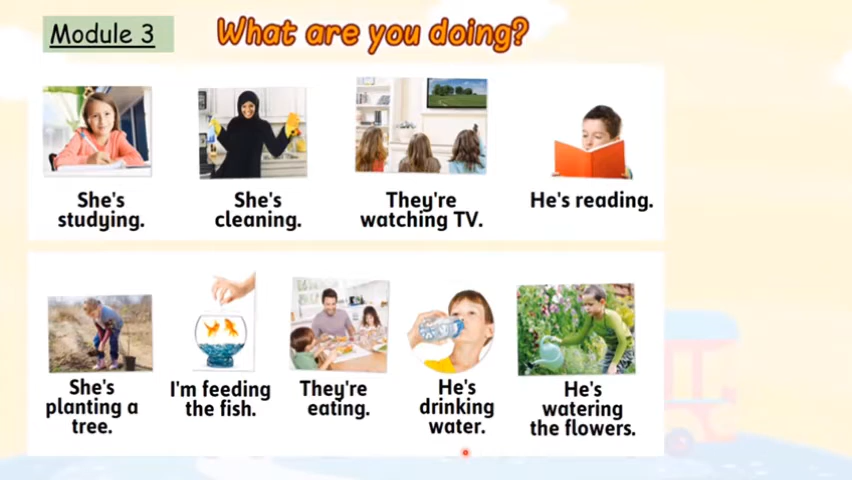 Module 3
What are you doing?
She's
studying.
She's
cleaning.
They're
watching TV.
He's reading.
She's
planting a
tree.
I'm feeding
the fish.
They're
eating.
He's
drinking
water.
He's
watering
the flowers.